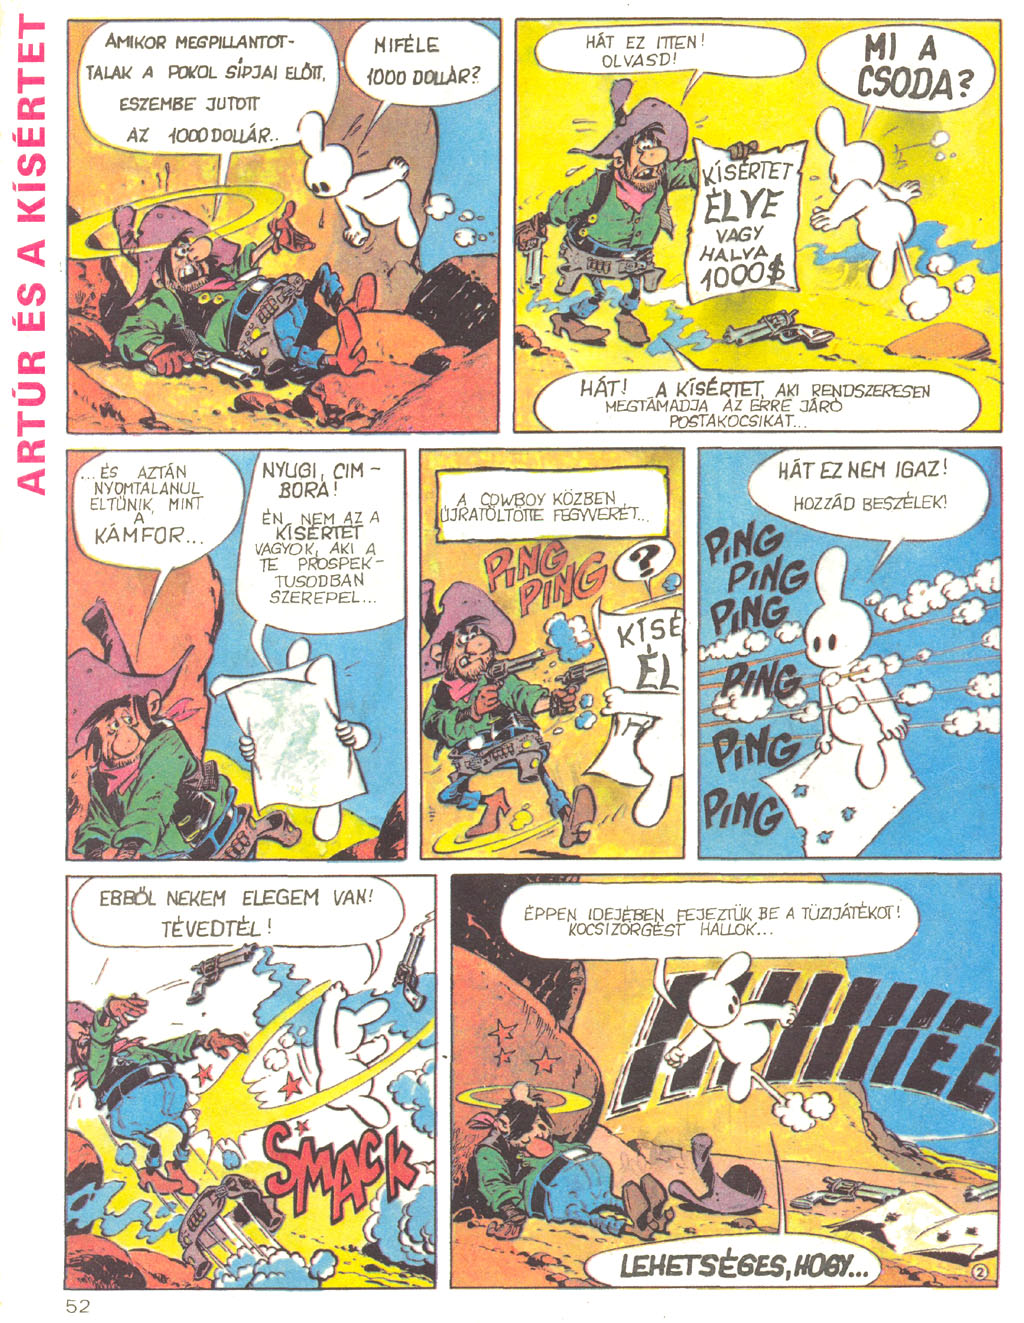 ARTÚR ÉS A KÍSÉRTET
AMIKOR MEGPILLANTOT-
TALAK A POKOL SÍPJAI ELŐTT,
ESZEMBE JUTOTT
AZ 1000 DOLLÁR..
MIFÉLE
1000 DOLLÁR?
HÁT EZ ITTEN!
OLVASD!
MI A
CSODA?
KÍSÉRTET
ÉLVE
VAGY
HALVA
1000$
HÁT! A KÍSÉRTET, AKI RENDSZERESEN
MEGTÁMADJA AZ ERRE JÁRÓ
POSTAKOCSIKAT...
...ÉS AZTÁN
NYOMTALANUL
ELTŰNIK, MINT
A
KÁMFOR...
NYUGI, CIM-
BORA!
ÉN NEM AZ A
KÍSÉRTET
VAGYOK, AKI A
TE PROSPEK-
TUSODBAN
SZEREPEL...
A COWBOY KÖZBEN
ÚJRATÖLTÖTTE FEGYVERÉT...
PING
PING
?
KÍSÉ
ÉL
HÁT EZ NEM IGAZ!
HOZZÁD BESZÉLEK!
PING
PING
PING
PING
PING
PING
EBBŐL NEKEM ELEGEM VAN!
TÉVEDTÉL!
SMACK
ÉPPEN IDEJÉBEN FEJEZTÜK BE A TŰZIJÁTÉKOT!
KOCSIZÖRGÉST HALLOK...
LEHETSÉGES, HOGY...
2
52